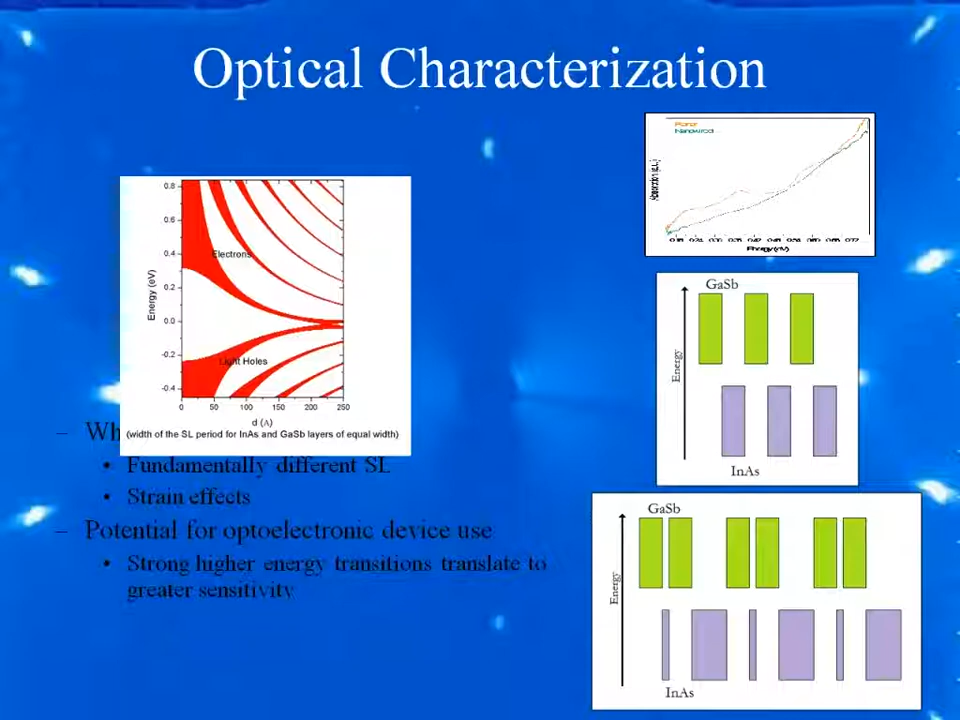 Optical Characterization
Planar
Nanowood
Absorption (a.u.)
Energy (eV)
0.8
0.6
0.4
0.2
0.0
-0.2
-0.4
Energy (eV)
Electrons
Light Holes
0 50 100 150 200 250
d (A)
(width of the SL period for InAs and GaSb layers of equal width)
GaSb
Energy
InAs
– Wh
• Fundamentally different SL
• Strain effects
– Potential for optoelectronic device use
• Strong higher energy transitions translate to
greater sensitivity
GaSb
Energy
InAs